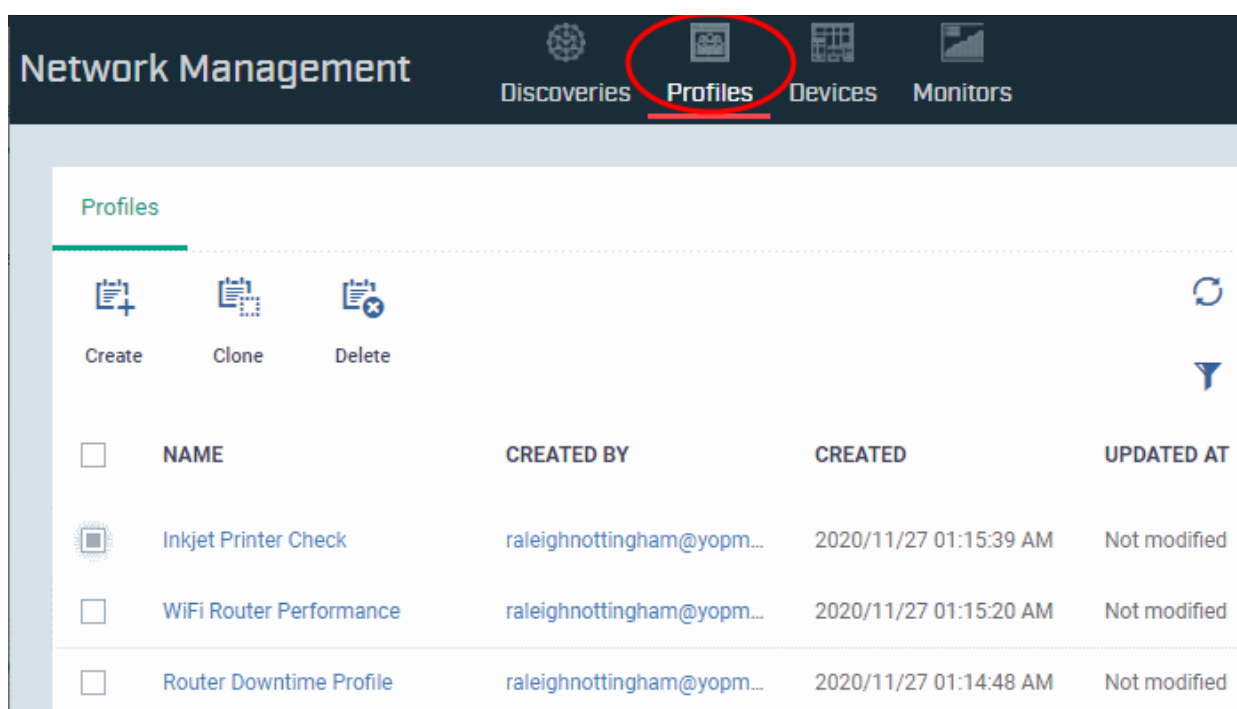 Network Management
Discoveries Profiles Devices Monitors
Profiles
Create Clone Delete
NAME CREATED BY CREATED UPDATED AT
Inkjet Printer Check raleighnottingham@yopm... 2020/11/27 01:15:39 AM Not modified
WiFi Router Performance raleighnottingham@yopm... 2020/11/27 01:15:20 AM Not modified
Router Downtime Profile raleighnottingham@yopm... 2020/11/27 01:14:48 AM Not modified